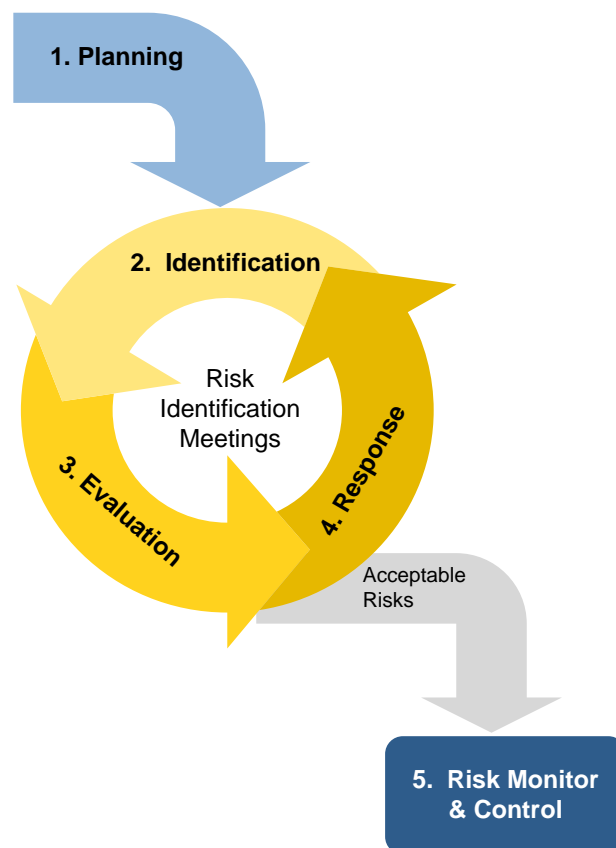 1. Planning
2. Identification
Risk
Identification
Meetings
3. Evaluation
4. Response
Acceptable
Risks
5. Risk Monitor
& Control